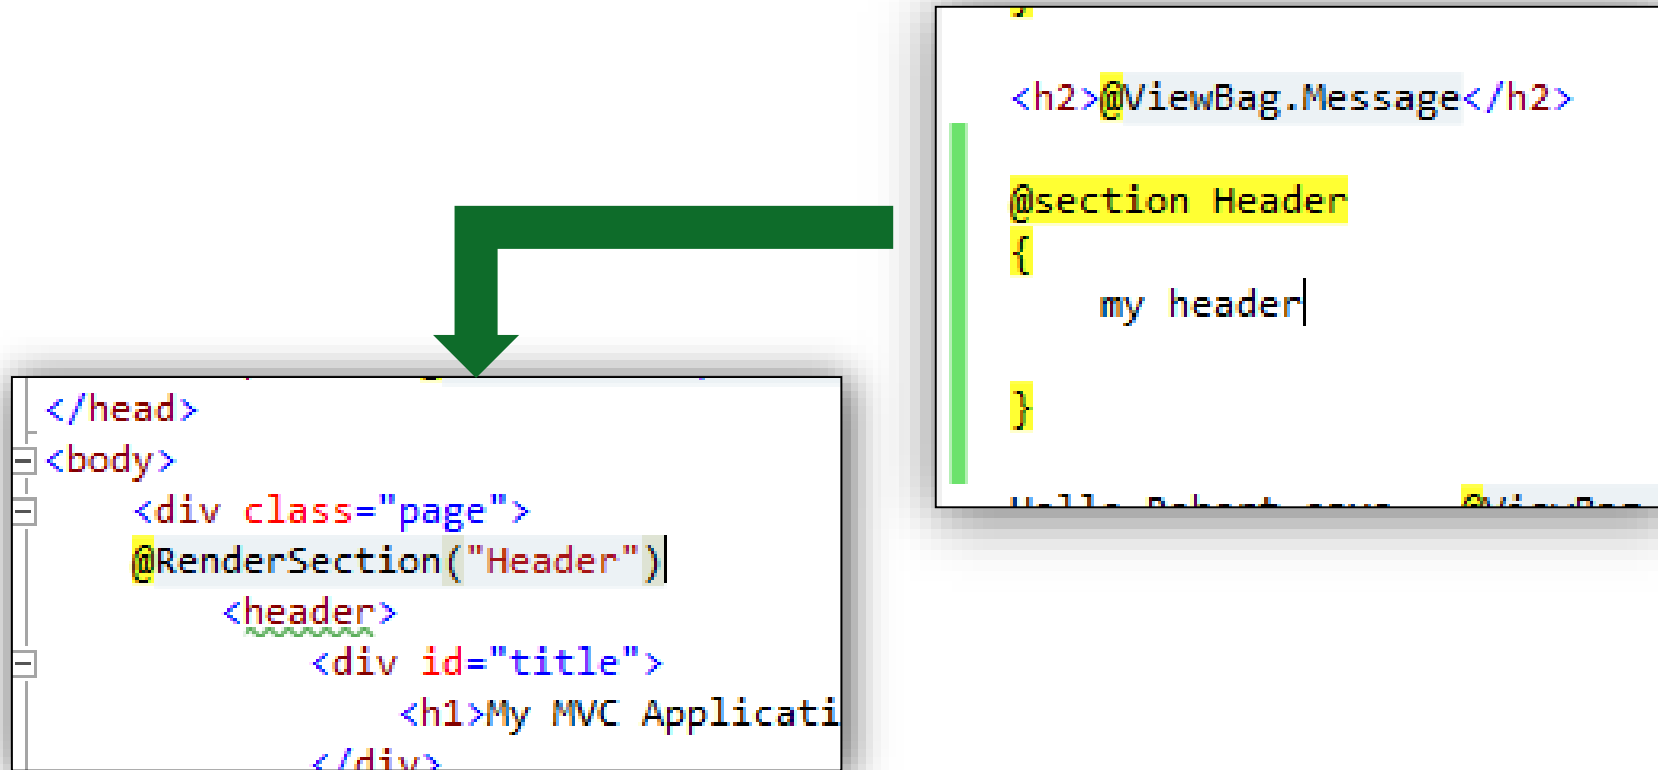 <h2>@ViewBag.Message</h2>
@section Header
{
my header
}
</head>
<body>
<div class="page">
@RenderSection("Header")
<header>
<div id="title">
<h1>My MVC Applicati
</div>